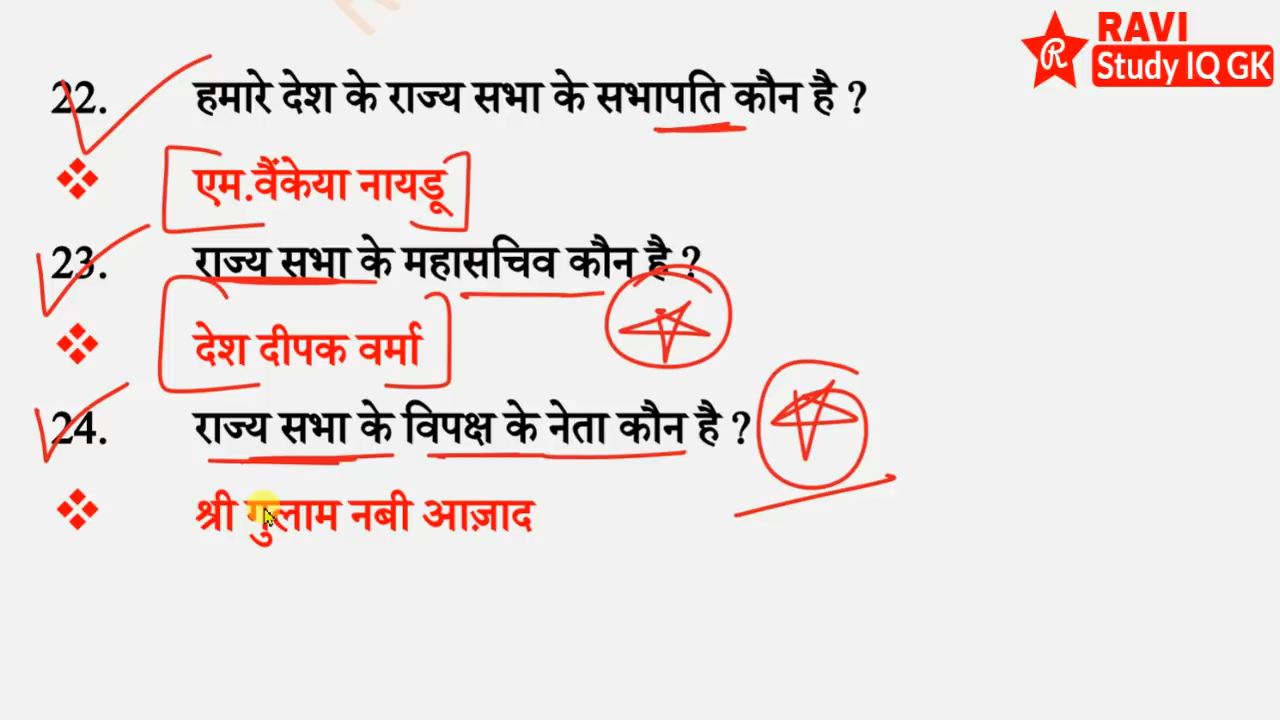 RAVI
R
Study IQ GK
22. हमारे देश के राज्य सभा के सभापति कौन है ?
एम.वैंकेया नायडू
23. राज्य सभा के महासचिव कौन है ?
देश दीपक वर्मा
24. राज्य सभा के विपक्ष के नेता कौन है ?
श्री गुलाम नबी आज़ाद